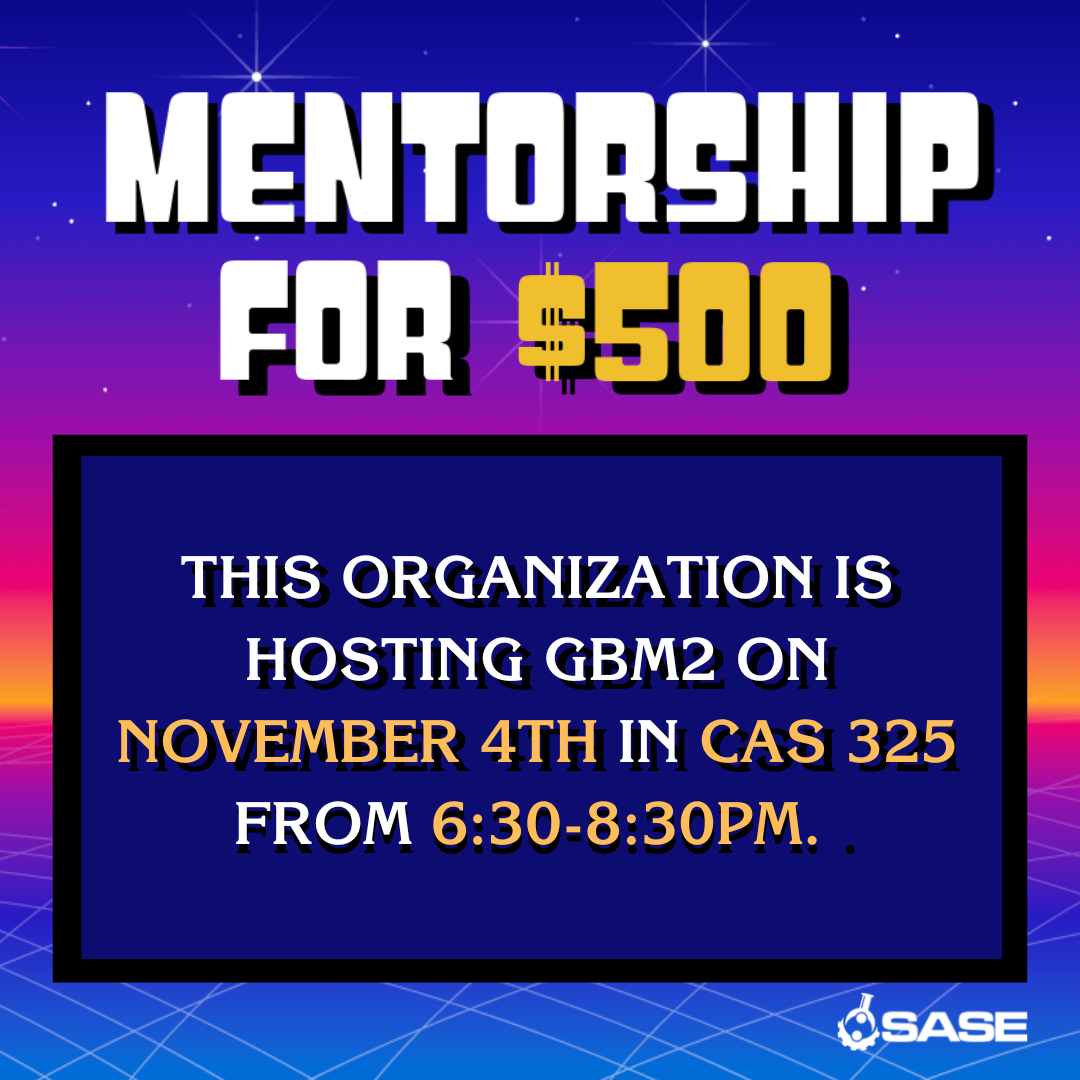 MENTORSHIP
FOR $500
THIS ORGANIZATION IS
HOSTING GBM2 ON
NOVEMBER 4TH IN CAS 325
FROM 6:30-8:30PM.
SASE